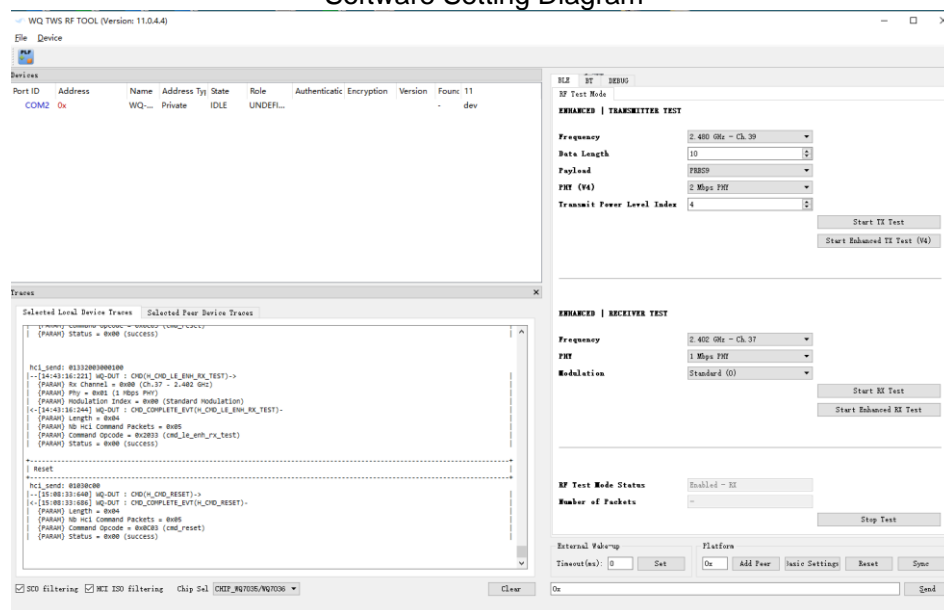 Software Setting Diagram
WQ TWS RF TOOL (Version: 11.0.4.4)
File Device
Devices
Port ID Address Name Address Ty State Role Authenticatic Encryption Version Found 11
COM2 0x WQ-... Private IDLE UNDEFI... - dev
Traces
Selected Local Device Traces Selected Peer Device Traces
| {PARAM} Command Opcode = 0x0C03 (cmd_reset)
| {PARAM} Status = 0x00 (success)
hci_send: 01332003000100
|--[14:43:16:221] WQ-DUT : CMD(H_CMD_LE_ENH_RX_TEST)->
| {PARAM} Rx Channel = 0x00 (Ch.37 - 2.402 GHz)
| {PARAM} Phy = 0x01 (1 Mbps PHY)
| {PARAM} Modulation Index = 0x00 (Standard Modulation)
|<-[14:43:16:244] WQ-DUT : CMD_COMPLETE_EVT(H_CMD_LE_ENH_RX_TEST)-
| {PARAM} Length = 0x04
| {PARAM} Nb Hci Command Packets = 0x05
| {PARAM} Command Opcode = 0x2033 (cmd_le_enh_rx_test)
| {PARAM} Status = 0x00 (success)
| Reset
hci_send: 01030c00
|--[15:08:33:640] WQ-DUT : CMD(H_CMD_RESET)->
|<-[15:08:33:686] WQ-DUT : CMD_COMPLETE_EVT(H_CMD_RESET)-
| {PARAM} Length = 0x04
| {PARAM} Nb Hci Command Packets = 0x05
| {PARAM} Command Opcode = 0x0C03 (cmd_reset)
| {PARAM} Status = 0x00 (success)
SCO filtering HCI ISO filtering Chip Sel CHIP_WQ7035/WQ7036 Clear
BLE BT DEBUG
RF Test Mode
ENHANCED | TRANSMITTER TEST
Frequency 2.480 GHz - Ch.39
Data Length 10
Payload PRBS9
PHY (V4) 2 Mbps PHY
Transmit Power Level Index 4
Start TX Test
Start Enhanced TX Test (V4)
ENHANCED | RECEIVER TEST
Frequency 2.402 GHz - Ch.37
PHY 1 Mbps PHY
Modulation Standard (0)
Start RX Test
Start Enhanced RX Test
RF Test Mode Status Enabled - RX
Number of Packets -
Stop Test
External Wake-up Platform
Timeout(ms): 0 Set 0x Add Peer Basic Settings Reset Sync
0x Send